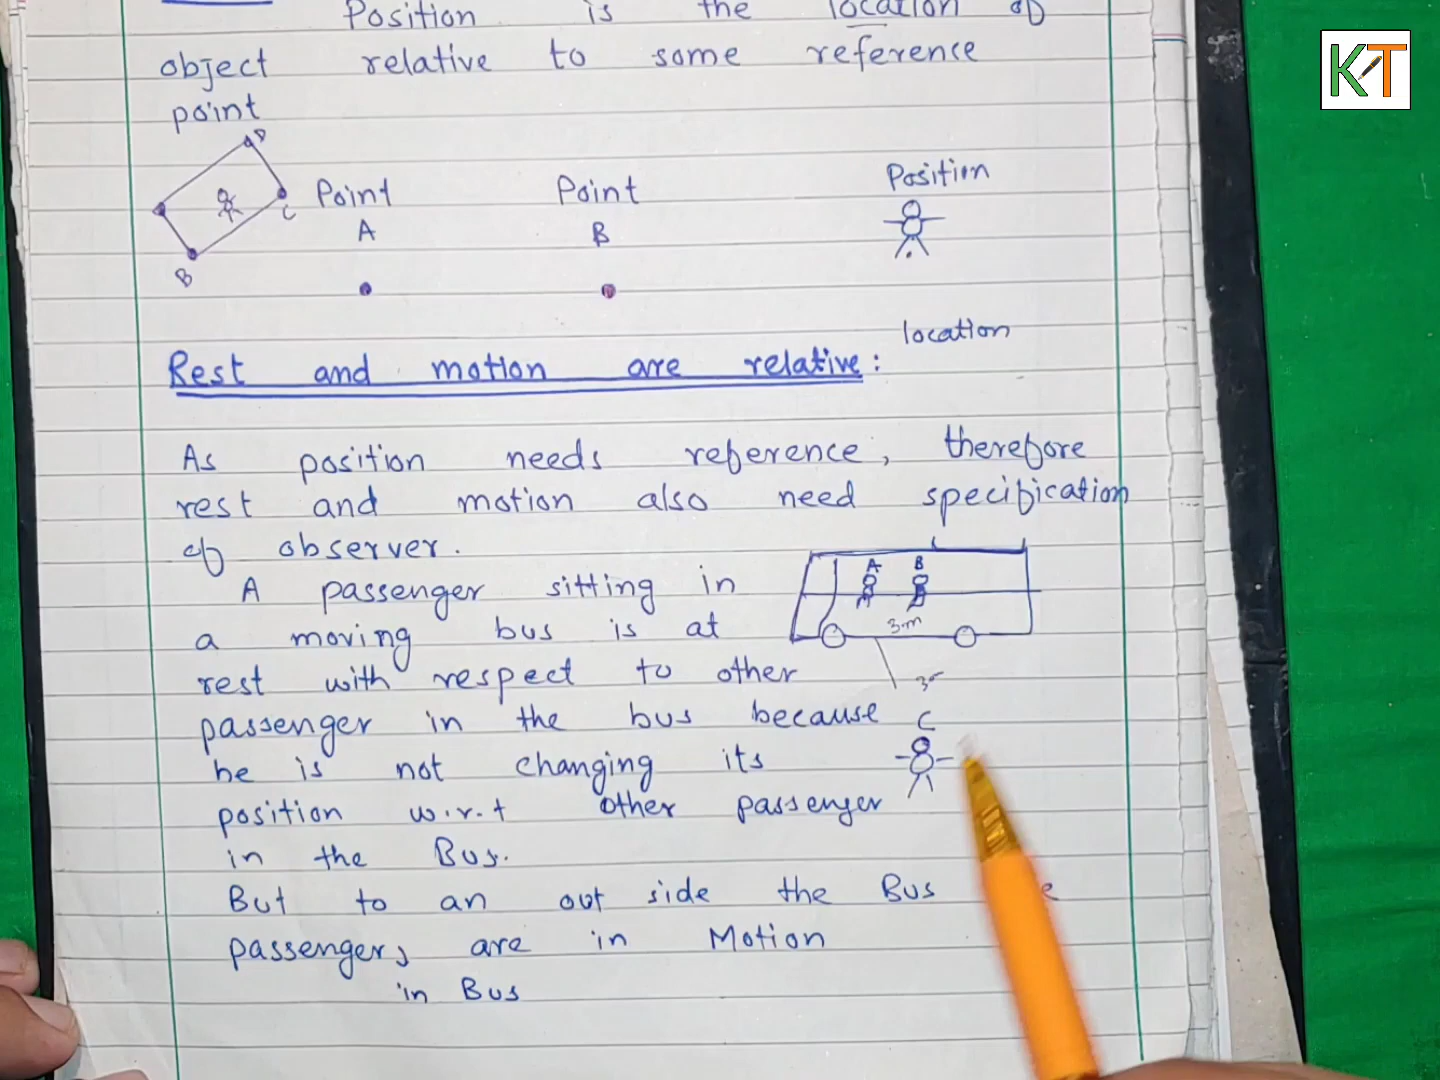 Position is the location of
object relative to some reference
point
D
C
B
Point Point Position
A B
location
Rest and motion are relative:
As position needs reference, therefore
rest and motion also need specification
of observer.
A passenger sitting in
a moving bus is at
rest with respect to other
passenger in the bus because
he is not changing its
position w.r.t other passenger
in the Bus.
But to an out side the Bus
passengers are in Motion
in Bus
A B
3m
C
KT